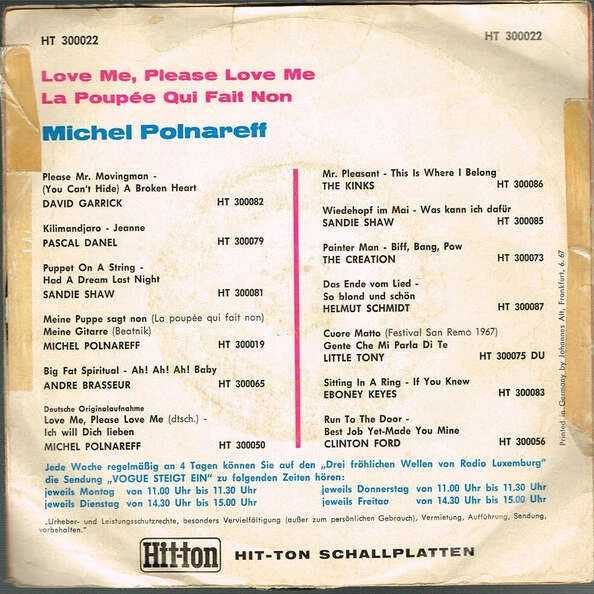 HT 300022
HT 300022
Love Me, Please Love Me
La Poupée Qui Fait Non
Michel Polnareff
Please Mr. Movingman -
(You Can't Hide) A Broken Heart
DAVID GARRICK HT 300082
Kilimandjaro - Jeanne
PASCAL DANEL HT 300079
Puppet On A String -
Had A Dream Last Night
SANDIE SHAW HT 300081
Meine Puppe sagt non (La poupée qui fait non)
Meine Gitarre (Beatnik)
MICHEL POLNAREFF HT 300019
Big Fat Spiritual - Ah! Ah! Ah! Baby
ANDRE BRASSEUR HT 300065
Deutsche Originalaufnahme
Love Me, Please Love Me (dtsch.) -
Ich will Dich lieben
MICHEL POLNAREFF HT 300050
Mr. Pleasant - This Is Where I Belong
THE KINKS HT 300086
Wiedehopf im Mai - Was kann ich dafür
SANDIE SHAW HT 300085
Painter Man - Biff, Bang, Pow
THE CREATION HT 300073
Das Ende vom Lied -
So blond und schön
HELMUT SCHMIDT HT 300087
Cuore Matto (Festival San Remo 1967)
Gente Che Mi Parla Di Te
LITTLE TONY HT 300075 DU
Sitting In A Ring - If You Knew
EBONEY KEYES HT 300083
Run To The Door -
Best Job Yet-Made You Mine
CLINTON FORD HT 300056
Printed in Germany by Johannes Alt, Frankfurt, 6. 67
Jede Woche regelmäßig an 4 Tagen können Sie auf den „Drei fröhlichen Wellen von Radio Luxemburg"
die Sendung „VOGUE STEIGT EIN" zu folgenden Zeiten hören:
jeweils Montag von 11.00 Uhr bis 11.30 Uhr jeweils Donnerstag von 11.00 Uhr bis 11.30 Uhr
jeweils Dienstag von 14.30 Uhr bis 15.00 Uhr jeweils Freitag von 14.30 Uhr bis 15.00 Uhr
„Urheber- und Leistungsschutzrechte, besonders Vervielfältigung (außer zum persönlichen Gebrauch), Vermietung, Aufführung, Sendung,
vorbehalten."
Hit-ton HIT-TON SCHALLPLATTEN